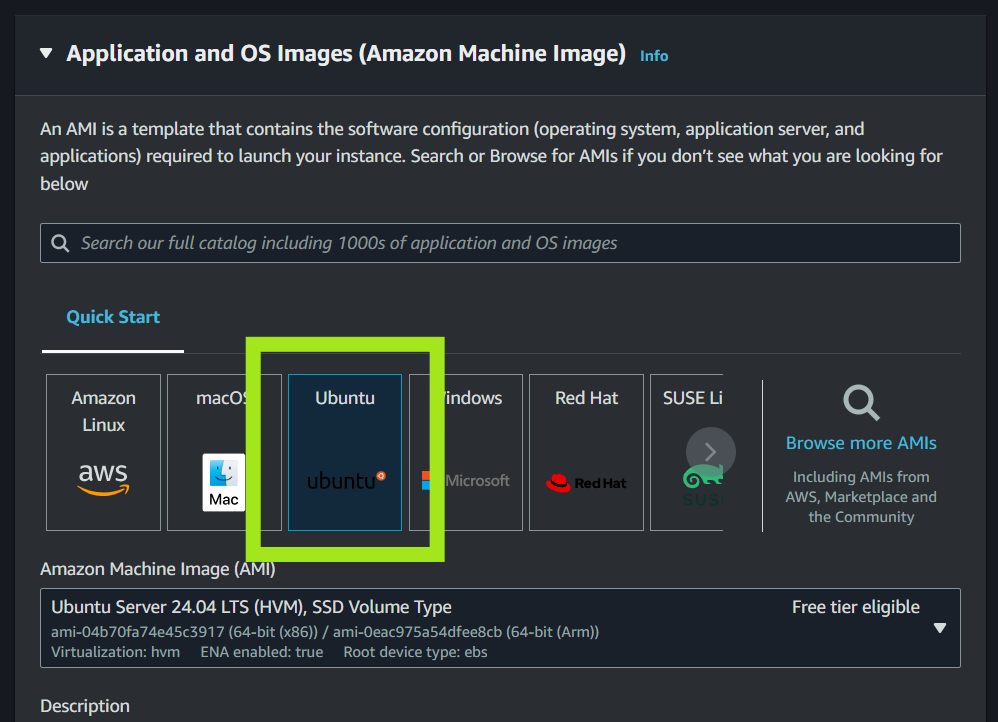 Application and OS Images (Amazon Machine Image) Info
An AMI is a template that contains the software configuration (operating system, application server, and
applications) required to launch your instance. Search or Browse for AMIs if you don’t see what you are looking for
below
Search our full catalog including 1000s of application and OS images
Quick Start
Amazon
Linux
aws
macOS
Mac
Ubuntu
ubuntu
indows
Microsoft
Red Hat
Red Hat
SUSE Li
SUS
Browse more AMIs
Including AMIs from
AWS, Marketplace and
the Community
Amazon Machine Image (AMI)
Ubuntu Server 24.04 LTS (HVM), SSD Volume Type
Free tier eligible
ami-04b70fa74e45c3917 (64-bit (x86)) / ami-0eac975a54dfee8cb (64-bit (Arm))
Virtualization: hvm ENA enabled: true Root device type: ebs
Description